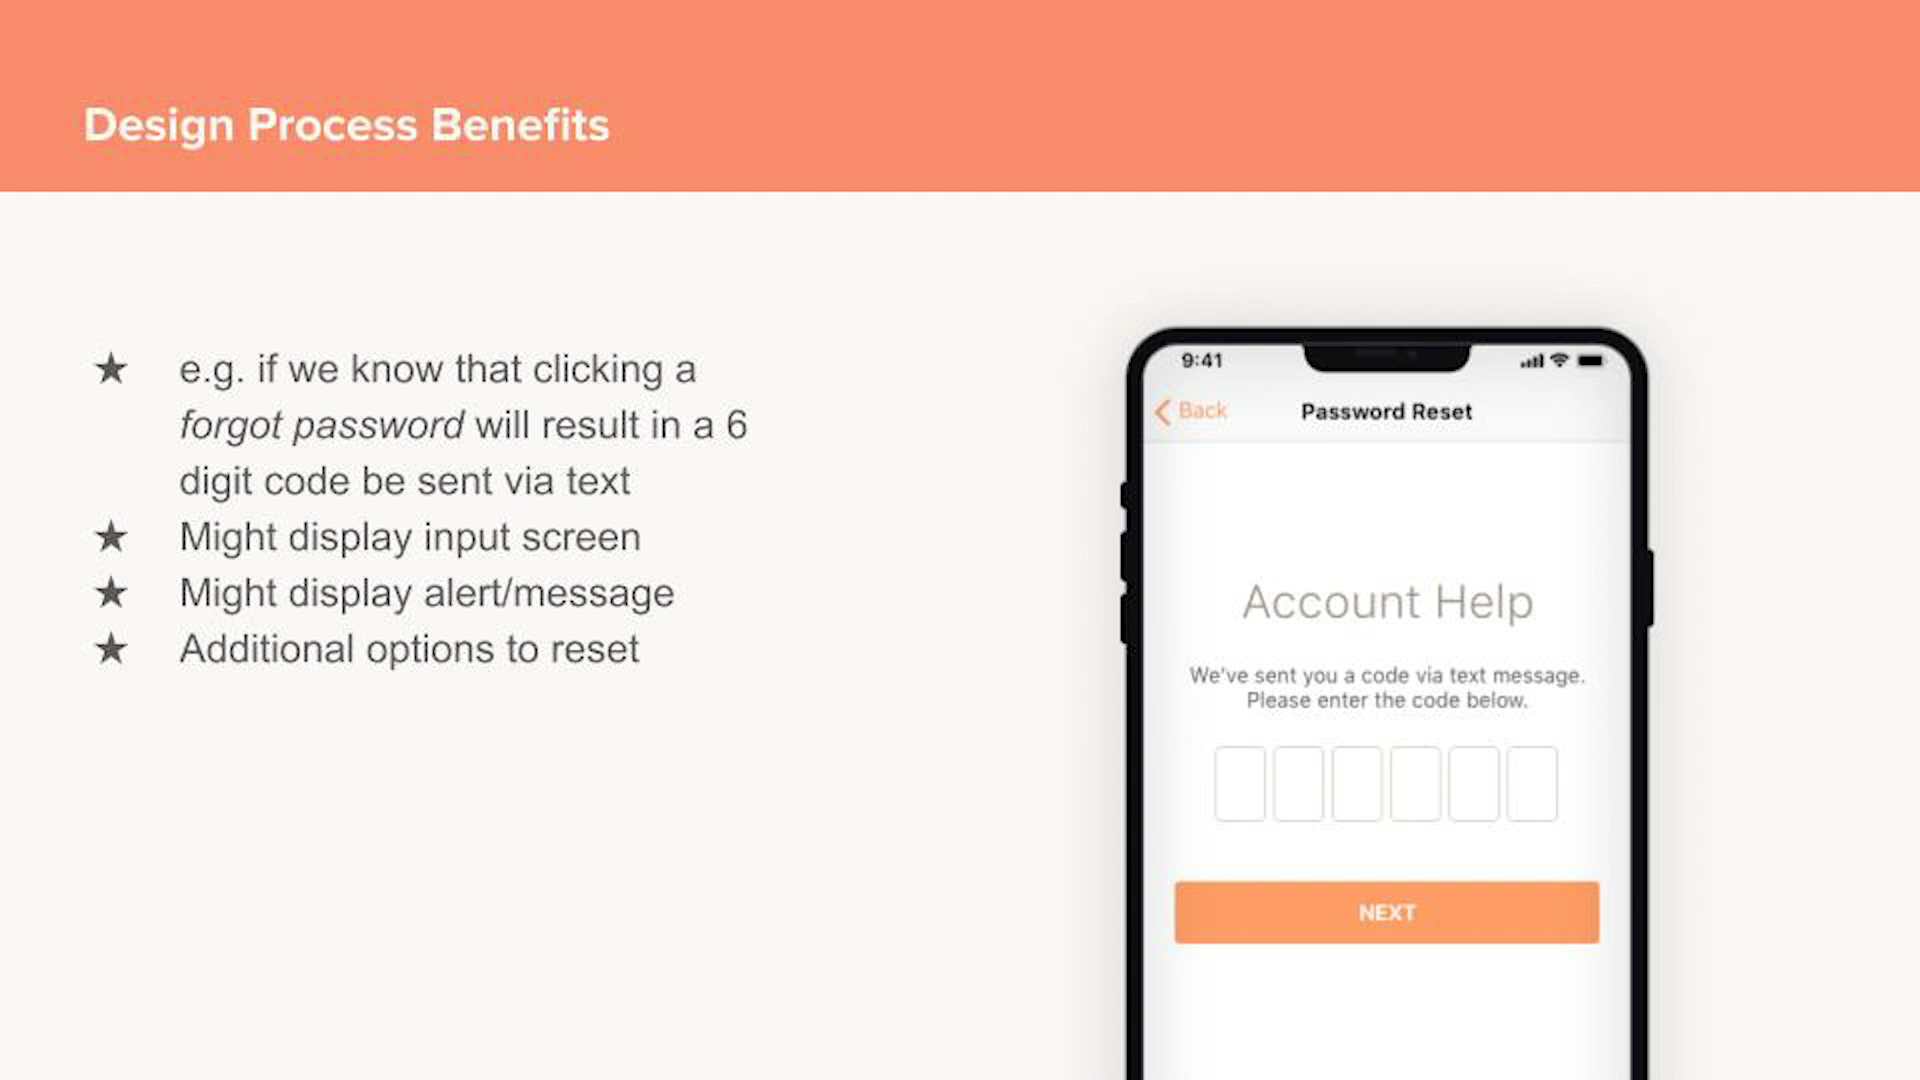 Design Process Benefits
★ e.g. if we know that clicking a
forgot password will result in a 6
digit code be sent via text
★ Might display input screen
★ Might display alert/message
★ Additional options to reset
9:41
Back Password Reset
Account Help
We've sent you a code via text message.
Please enter the code below.
NEXT